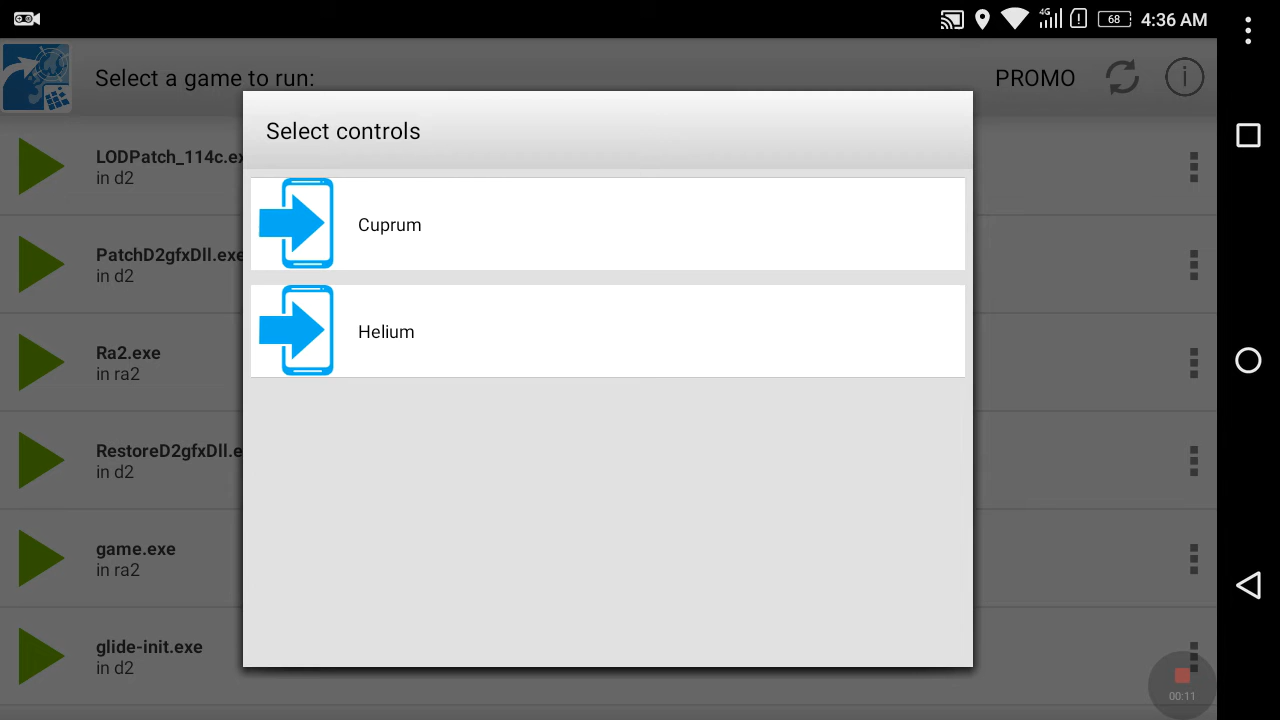 4G
68
4:36 AM
Select a game to run:
PROMO
Select controls
Cuprum
Helium
LODPatch_114c.ex
in d2
PatchD2gfxDll.exe
in d2
Ra2.exe
in ra2
RestoreD2gfxDll.e
in d2
game.exe
in ra2
glide-init.exe
in d2
00:11